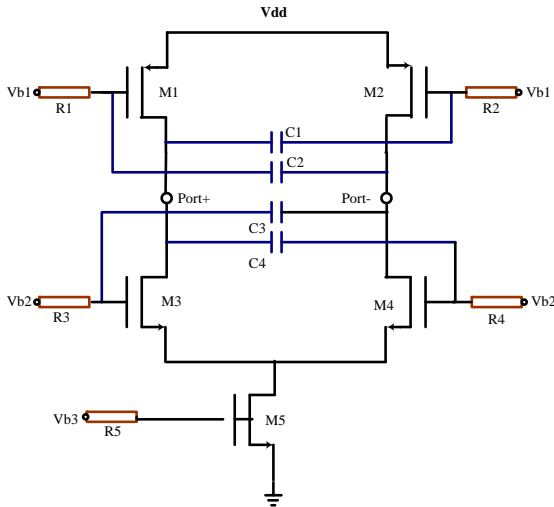 Vdd
Vb1
R1
M1
M2
R2
Vb1
C1
C2
Port+
Port-
C3
C4
Vb2
R3
M3
M4
R4
Vb2
Vb3
R5
M5